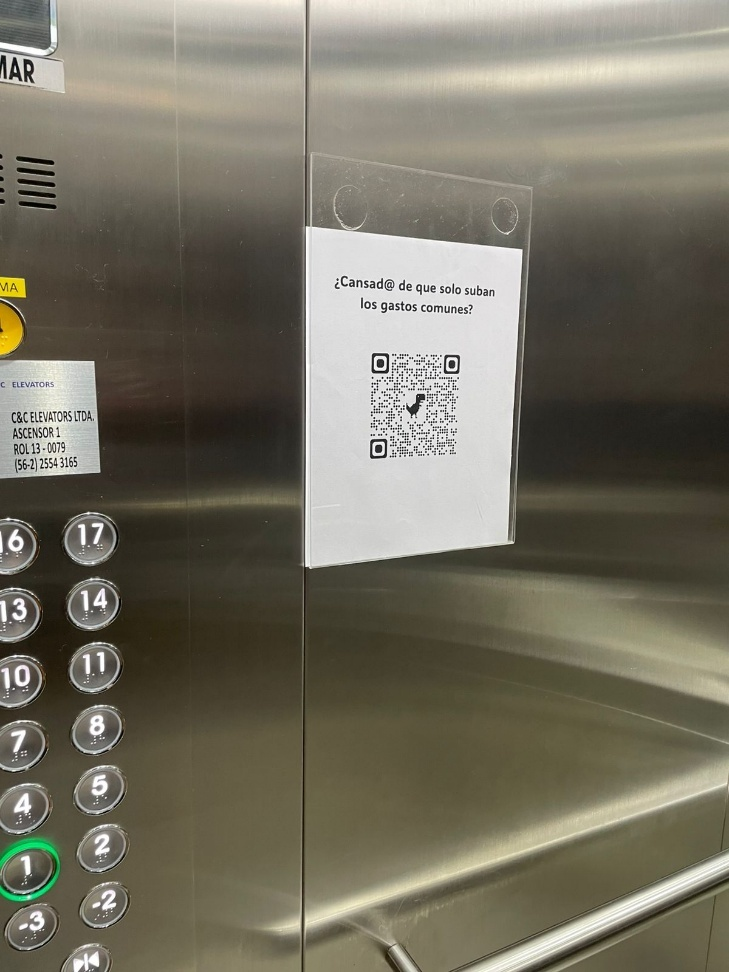 MAR
MA
C ELEVATORS
C&C ELEVATORS LTDA.
ASCENSOR 1
ROL 13 - 0079
(56-2) 2554 3165
¿Cansad@ de que solo suban
los gastos comunes?
16 17
13 14
10 11
7 8
4 5
1 2
-3 -2